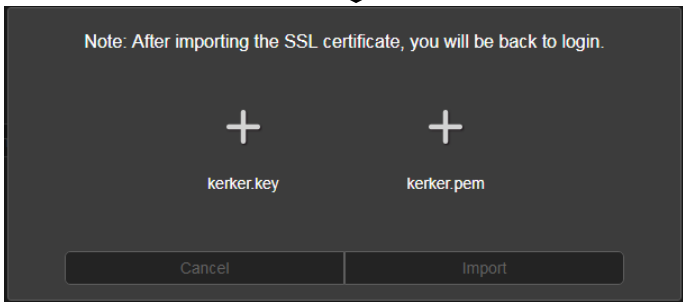 Note: After importing the SSL certificate, you will be back to login.
kerker.key kerker.pem
Cancel Import